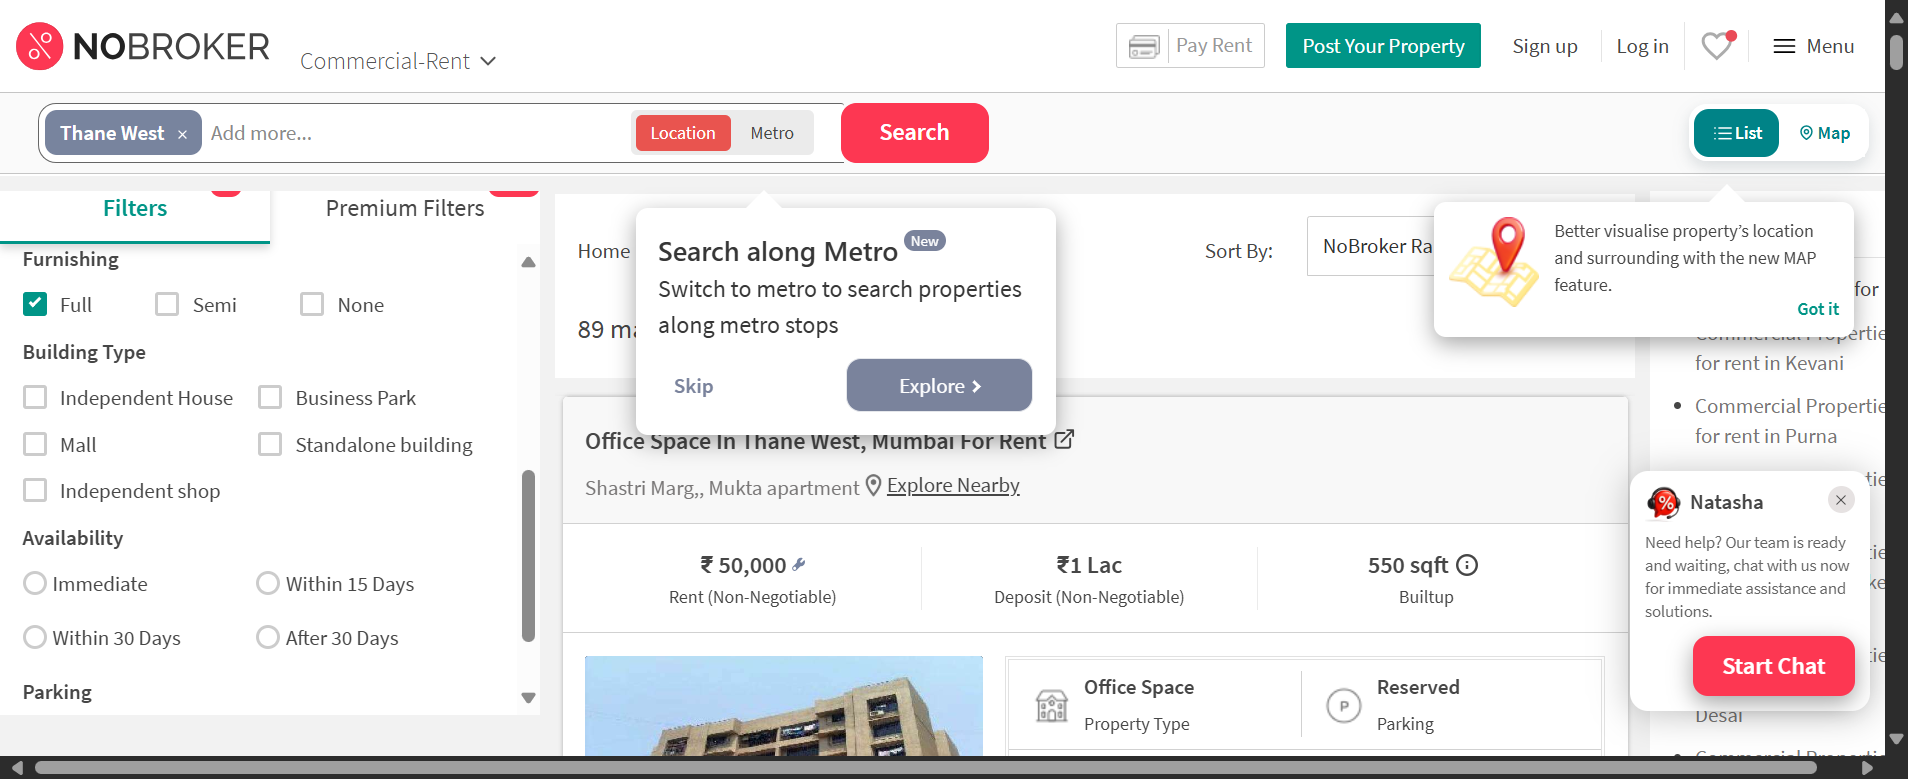 NOBROKER
Commercial-Rent
Pay Rent
Post Your Property
Sign up
Log in
Menu
Thane West ×
Add more...
Location
Metro
Search
List
Map
Filters
Premium Filters
Furnishing
Full
Semi
None
Building Type
Independent House
Business Park
Mall
Standalone building
Independent shop
Availability
Immediate
Within 15 Days
Within 30 Days
After 30 Days
Parking
Home
Sort By:
NoBroker Ra
89 ma
Search along Metro New
Switch to metro to search properties
along metro stops
Skip
Explore
Better visualise property's location
and surrounding with the new MAP
feature.
Got it
Office Space In Thane West, Mumbai For Rent
Shastri Marg,, Mukta apartment
Explore Nearby
₹ 50,000
Rent (Non-Negotiable)
₹1 Lac
Deposit (Non-Negotiable)
550 sqft
Builtup
Office Space
Property Type
P
Reserved
Parking
for
Commercial Propertie
for rent in Kevani
Commercial Propertie
for rent in Purna
Natasha
Need help? Our team is ready
and waiting, chat with us now
for immediate assistance and
solutions.
Start Chat
Desai
Commercial Propertie